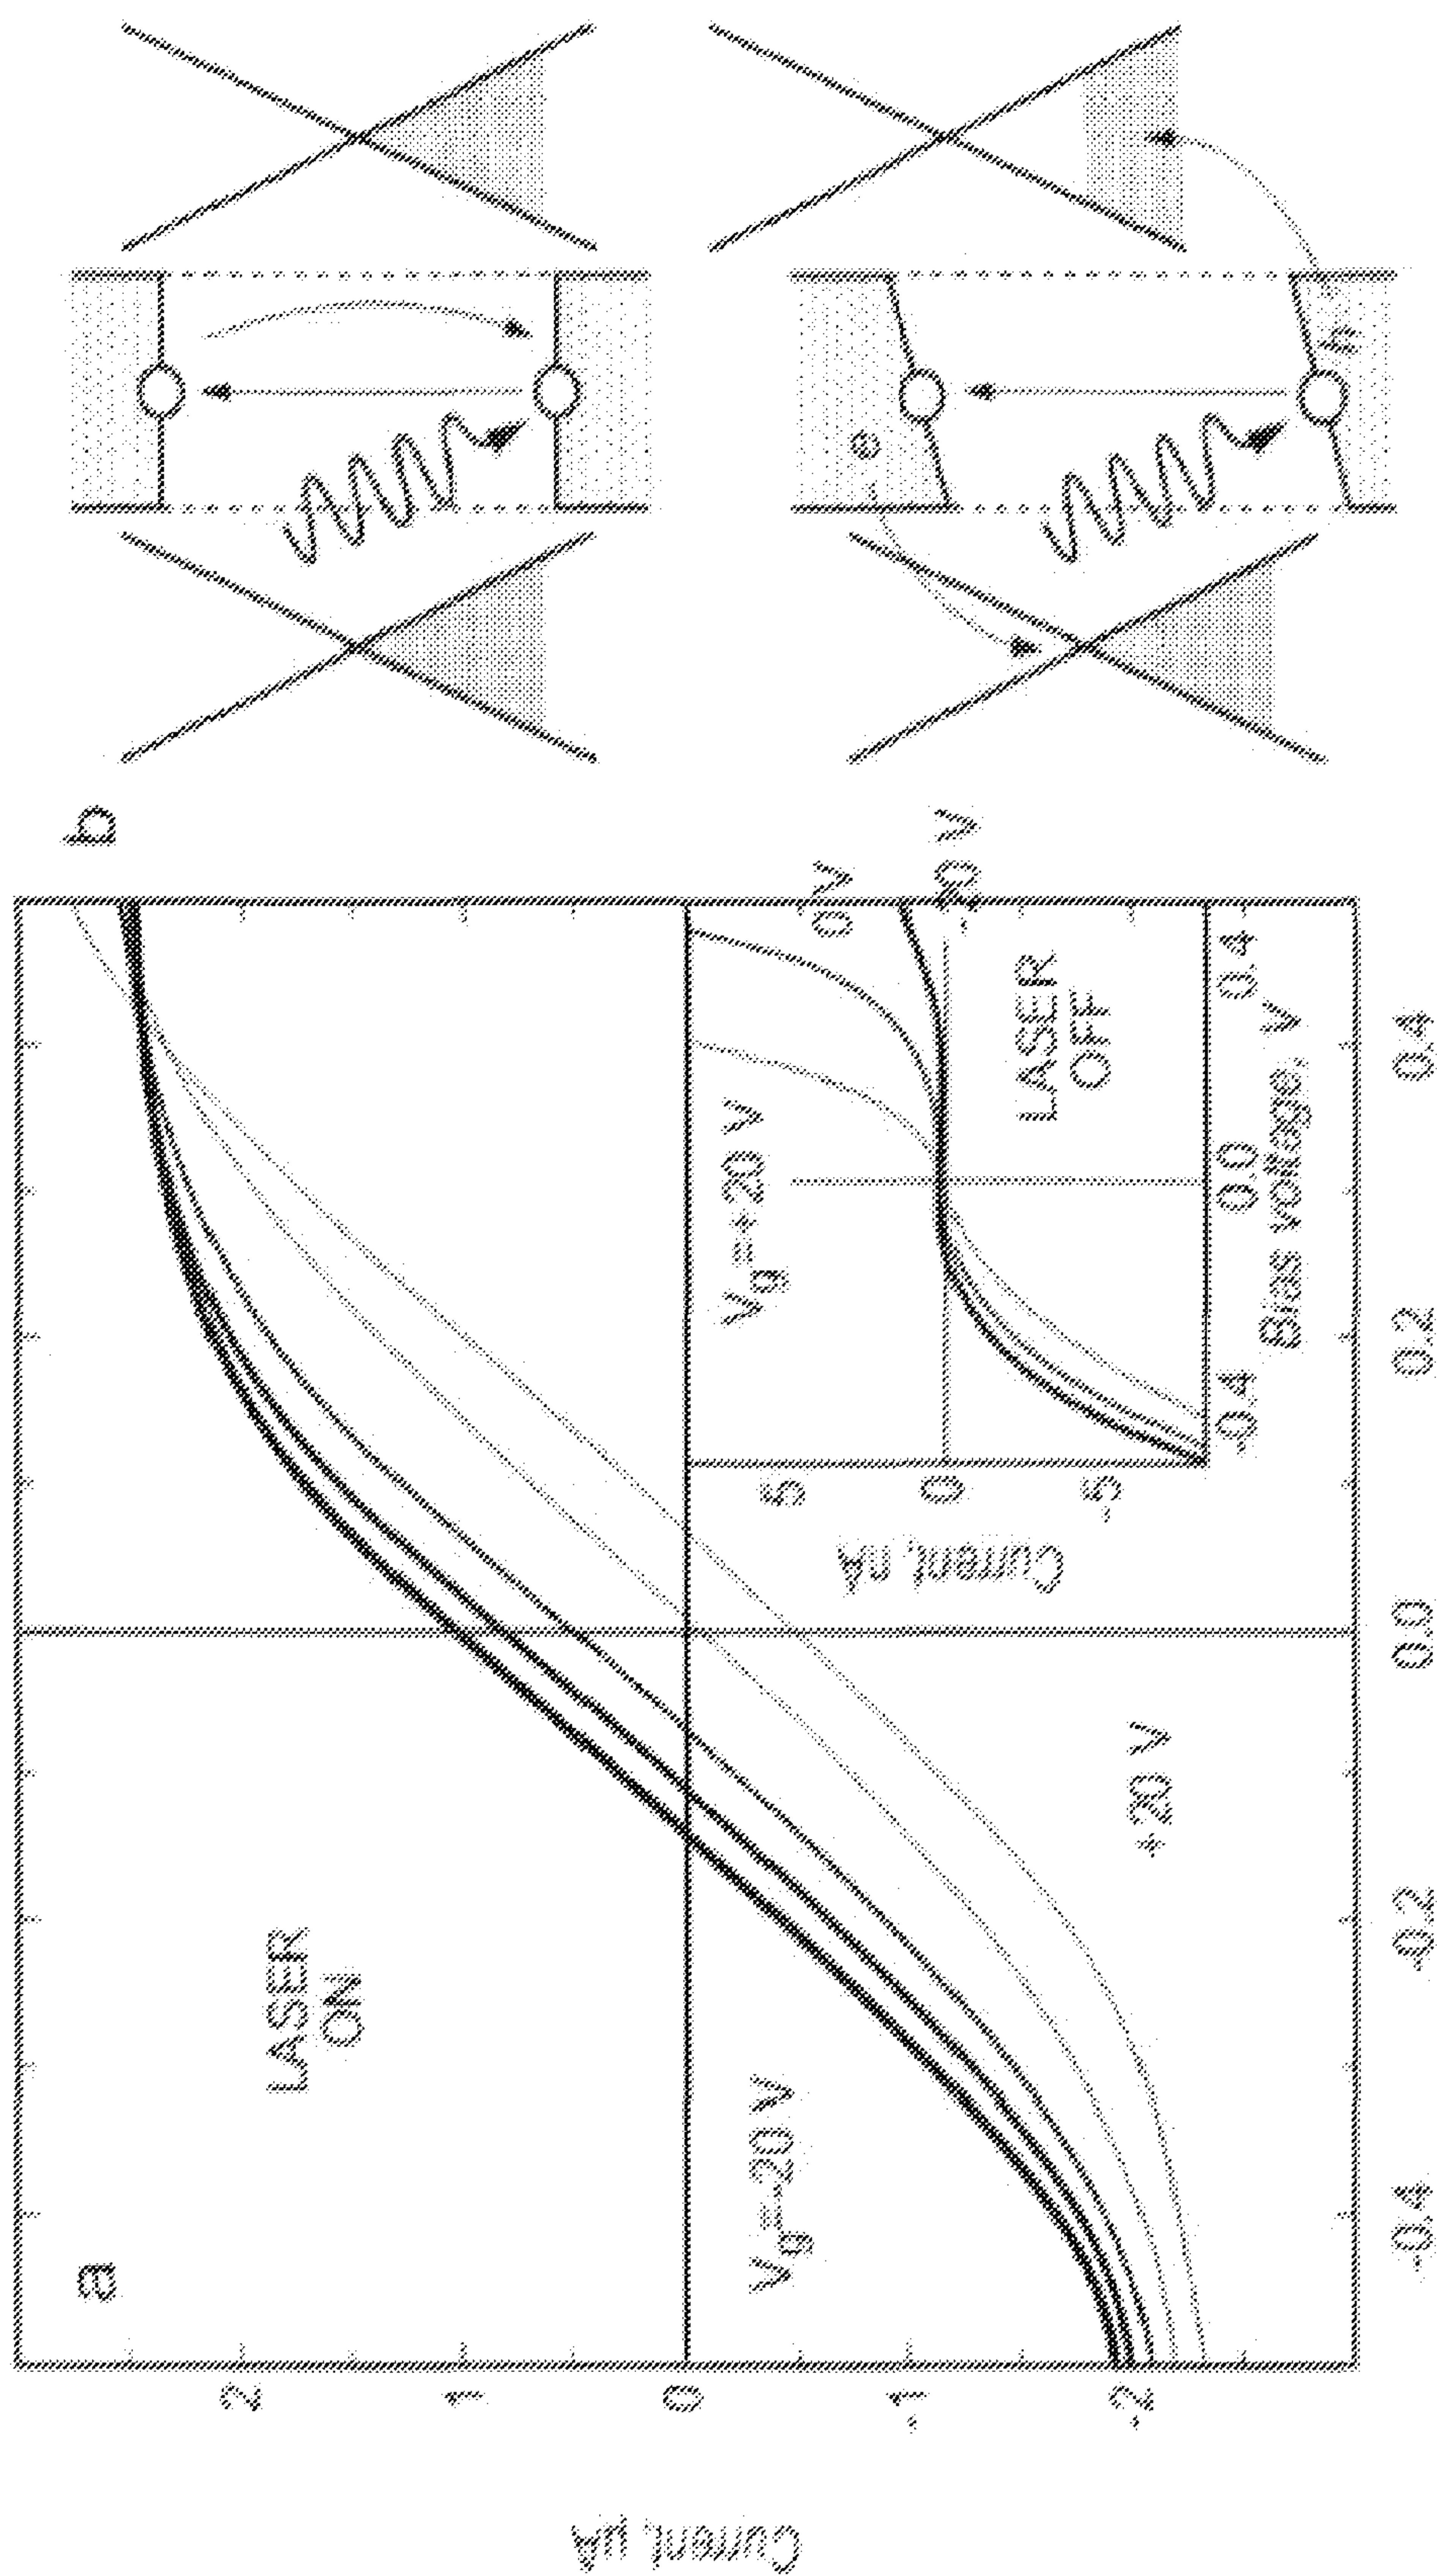 a
LASER
ON
Vg=-20 V
+20 V
Current, µA
2
1
0
-1
-2
-0.4
-0.2
0.0
0.2
0.4
Vg=+20 V
0 V
-20 V
LASER
OFF
Current, nA
5
0
-5
-0.4
0.0
0.4
Bias voltage, V
b
e
h